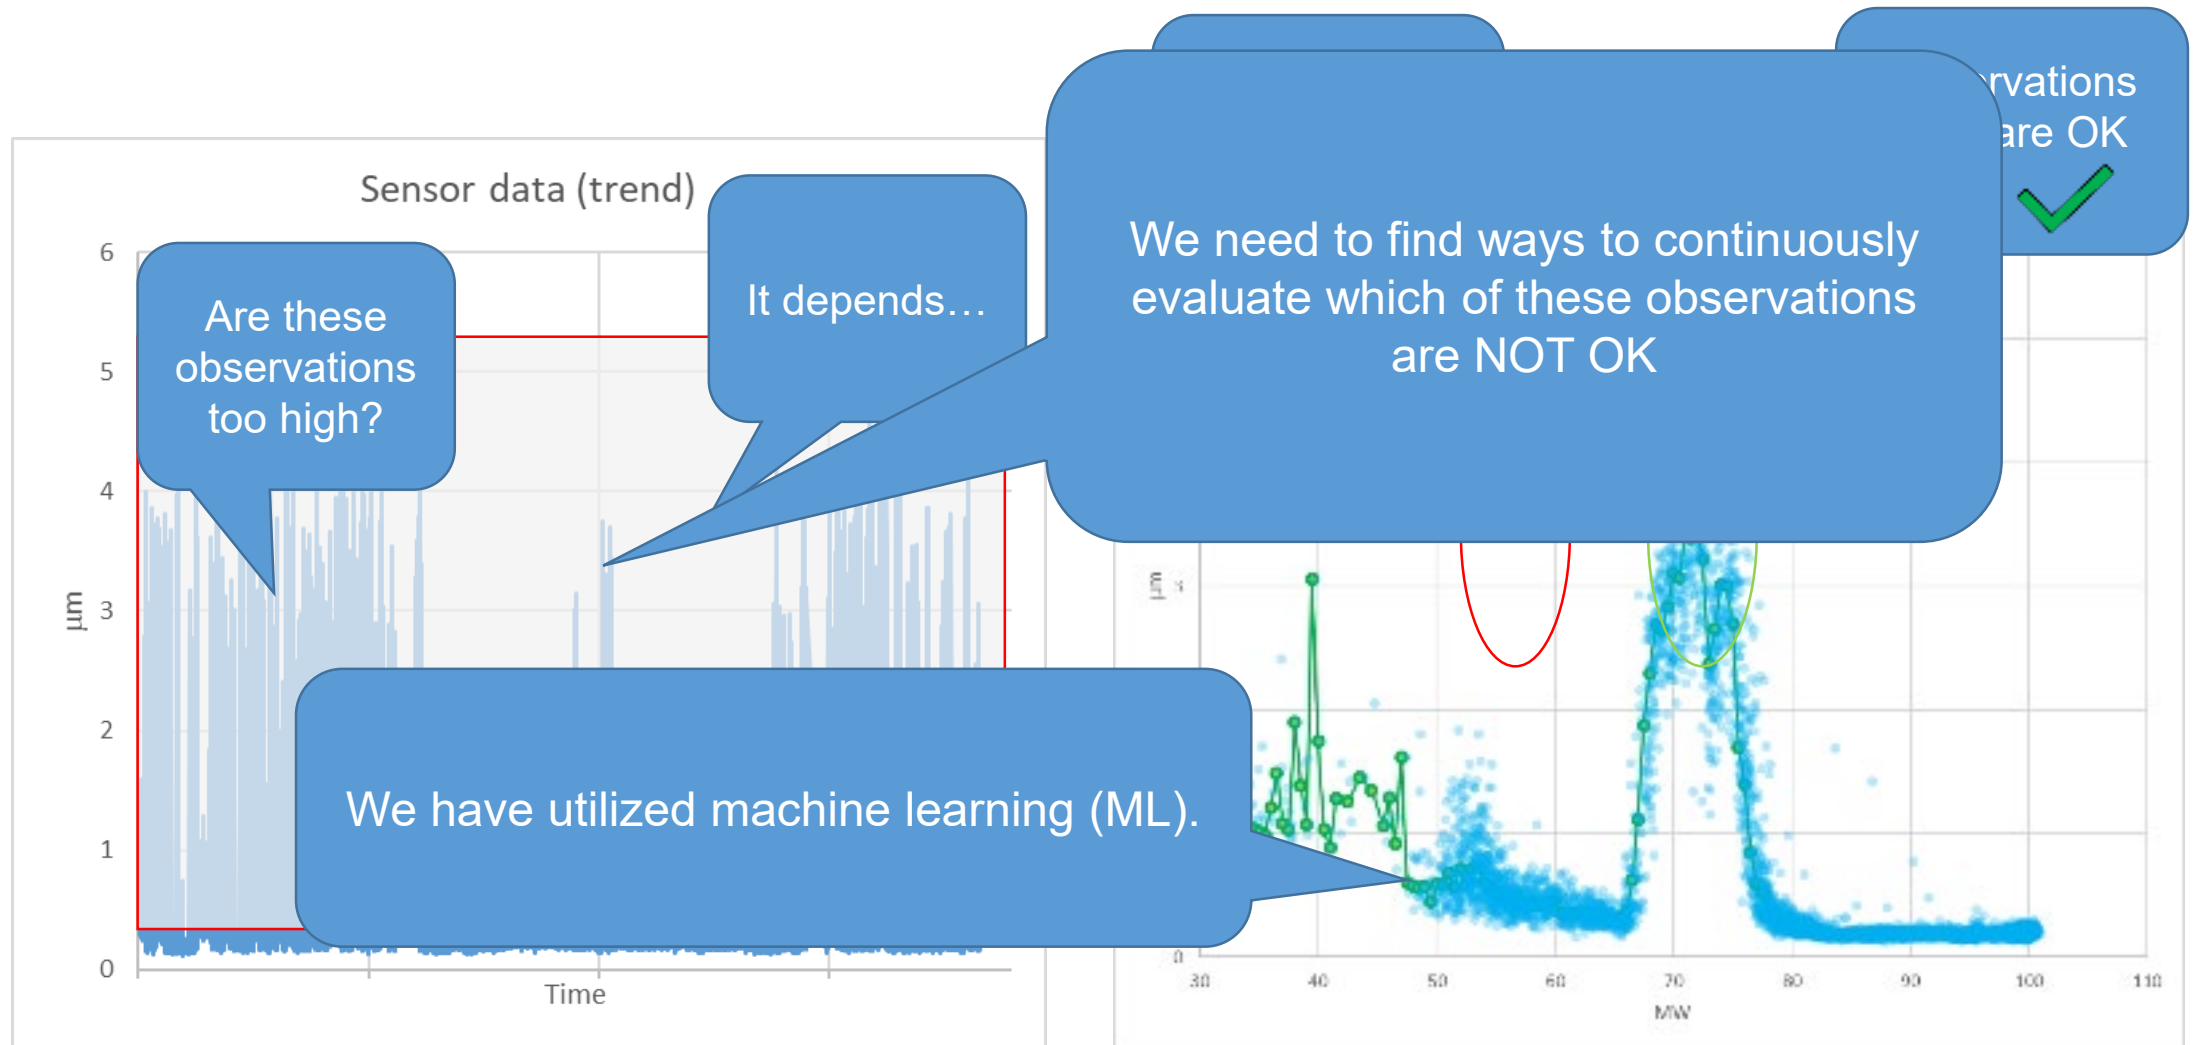 Sensor data (trend)
6
5
4
3
2
1
0
μm
Time
Are these
observations
too high?
It depends...
We need to find ways to continuously
evaluate which of these observations
are NOT OK
are OK
We have utilized machine learning (ML).
μm
0
30 40 50 60 70 80 90 100 110
MW